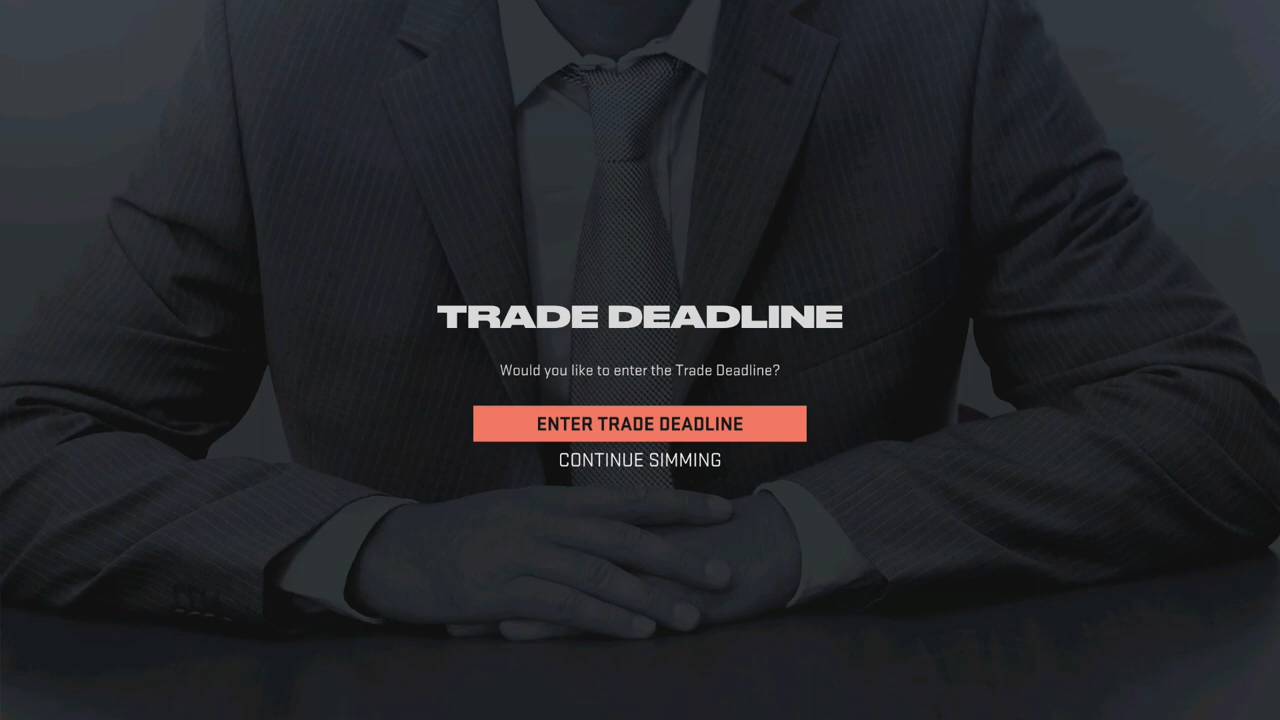 TRADE DEADLINE
Would you like to enter the Trade Deadline?
ENTER TRADE DEADLINE
CONTINUE SIMMING